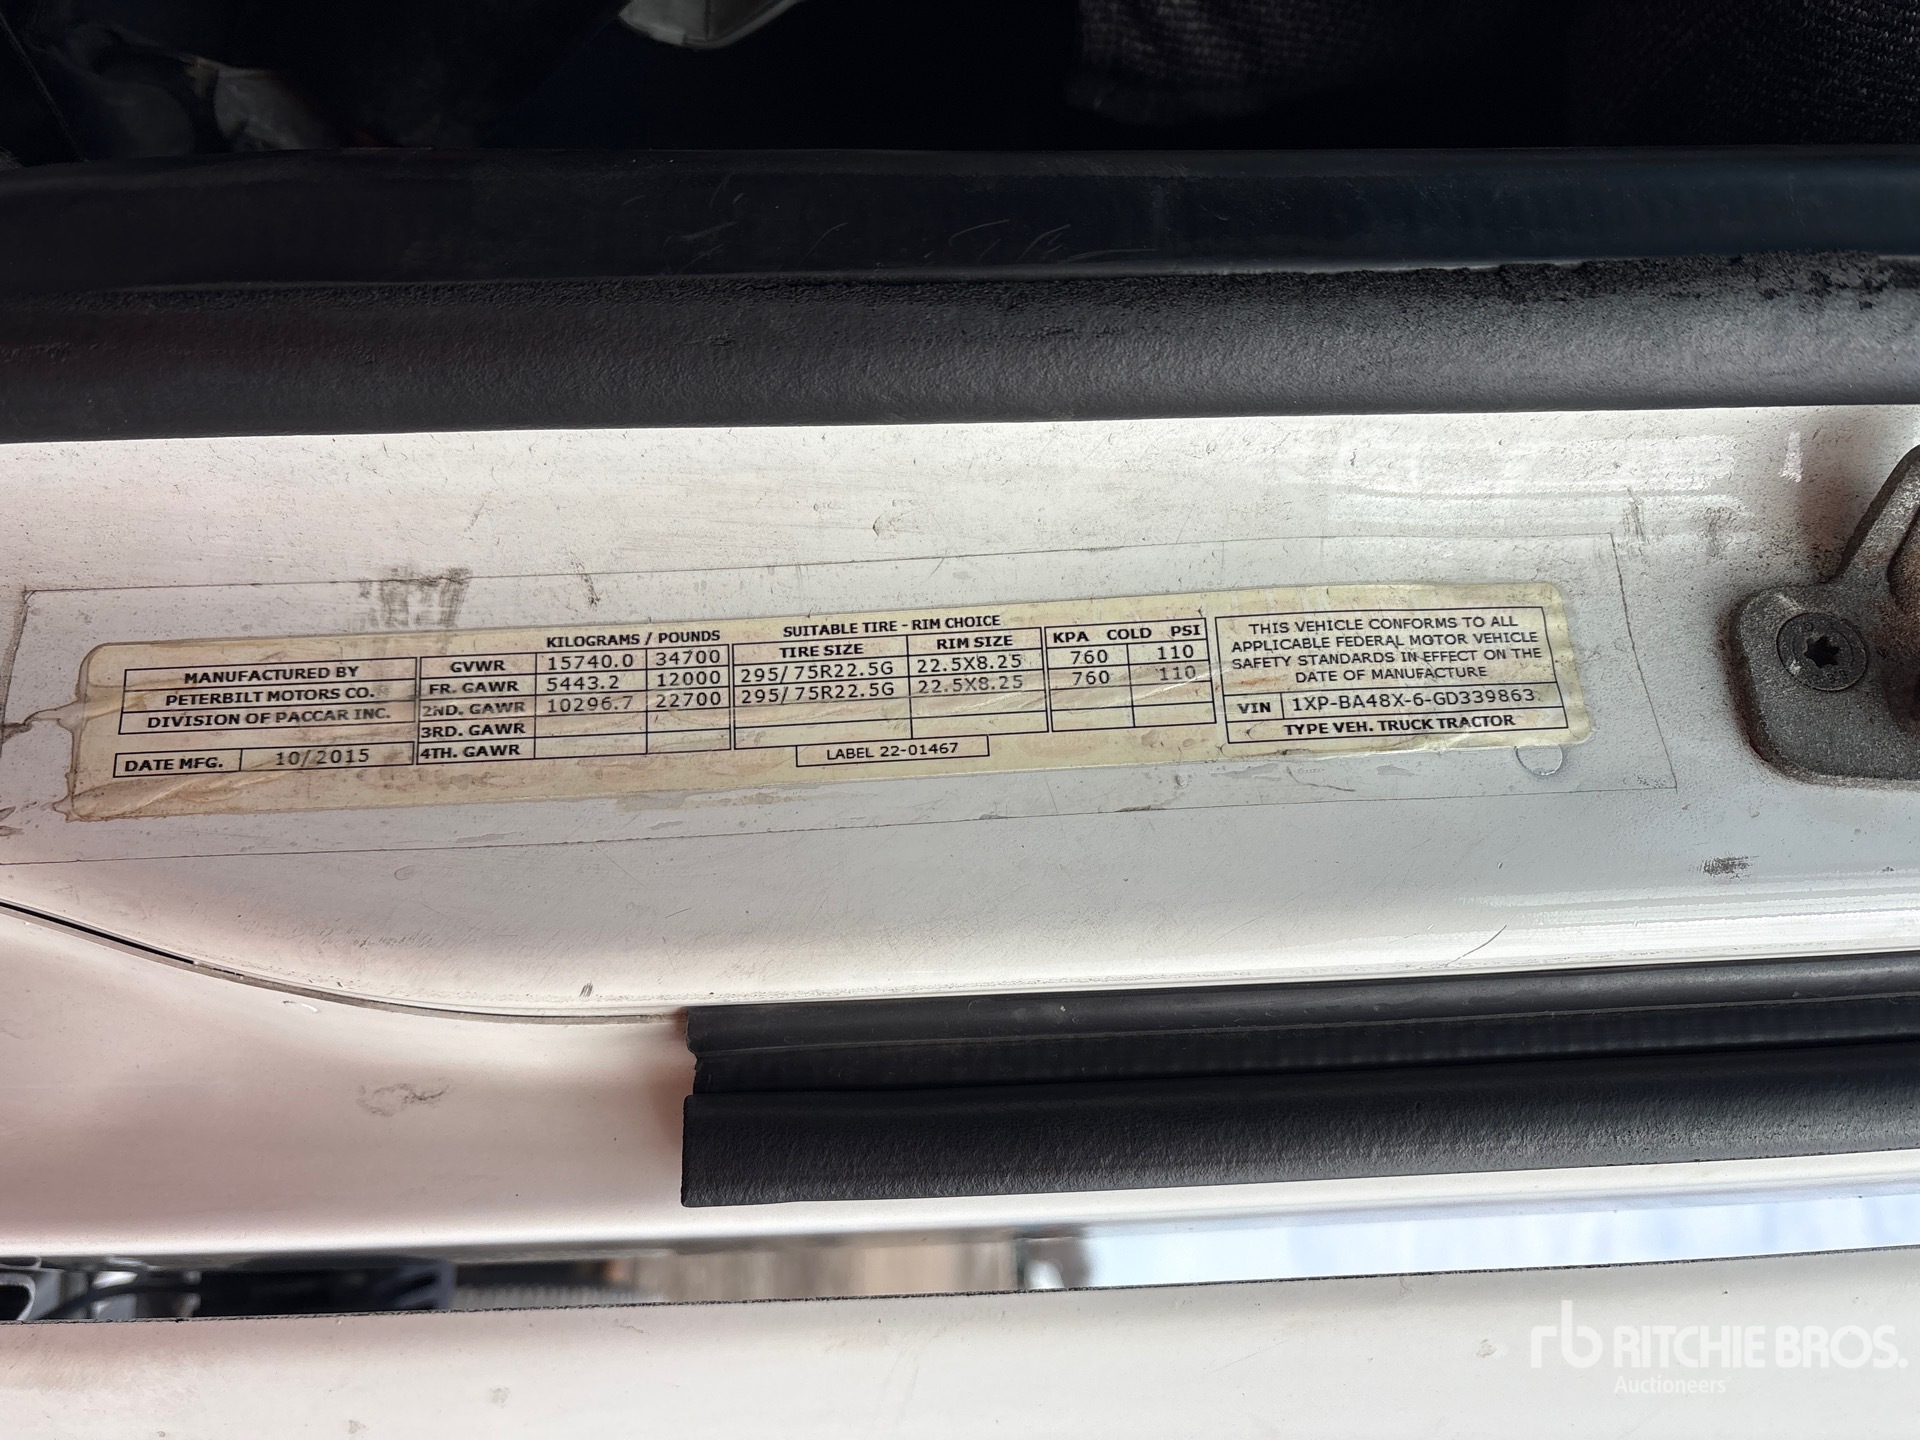 MANUFACTURED BY
PETERBILT MOTORS CO.
DIVISION OF PACCAR INC.
DATE MFG. 10/2015
KILOGRAMS / POUNDS
GVWR 15740.0 34700
FR. GAWR 5443.2 12000
2ND. GAWR 10296.7 22700
3RD. GAWR
4TH. GAWR
SUITABLE TIRE - RIM CHOICE
TIRE SIZE RIM SIZE
295/75R22.5G 22.5X8.25
295/75R22.5G 22.5X8.25
LABEL 22-01467
KPA COLD PSI
760 110
760 110
THIS VEHICLE CONFORMS TO ALL
APPLICABLE FEDERAL MOTOR VEHICLE
SAFETY STANDARDS IN EFFECT ON THE
DATE OF MANUFACTURE
VIN 1XP-BA48X-6-GD339863
TYPE VEH. TRUCK TRACTOR
rb RITCHIE BROS.
Auctioneers